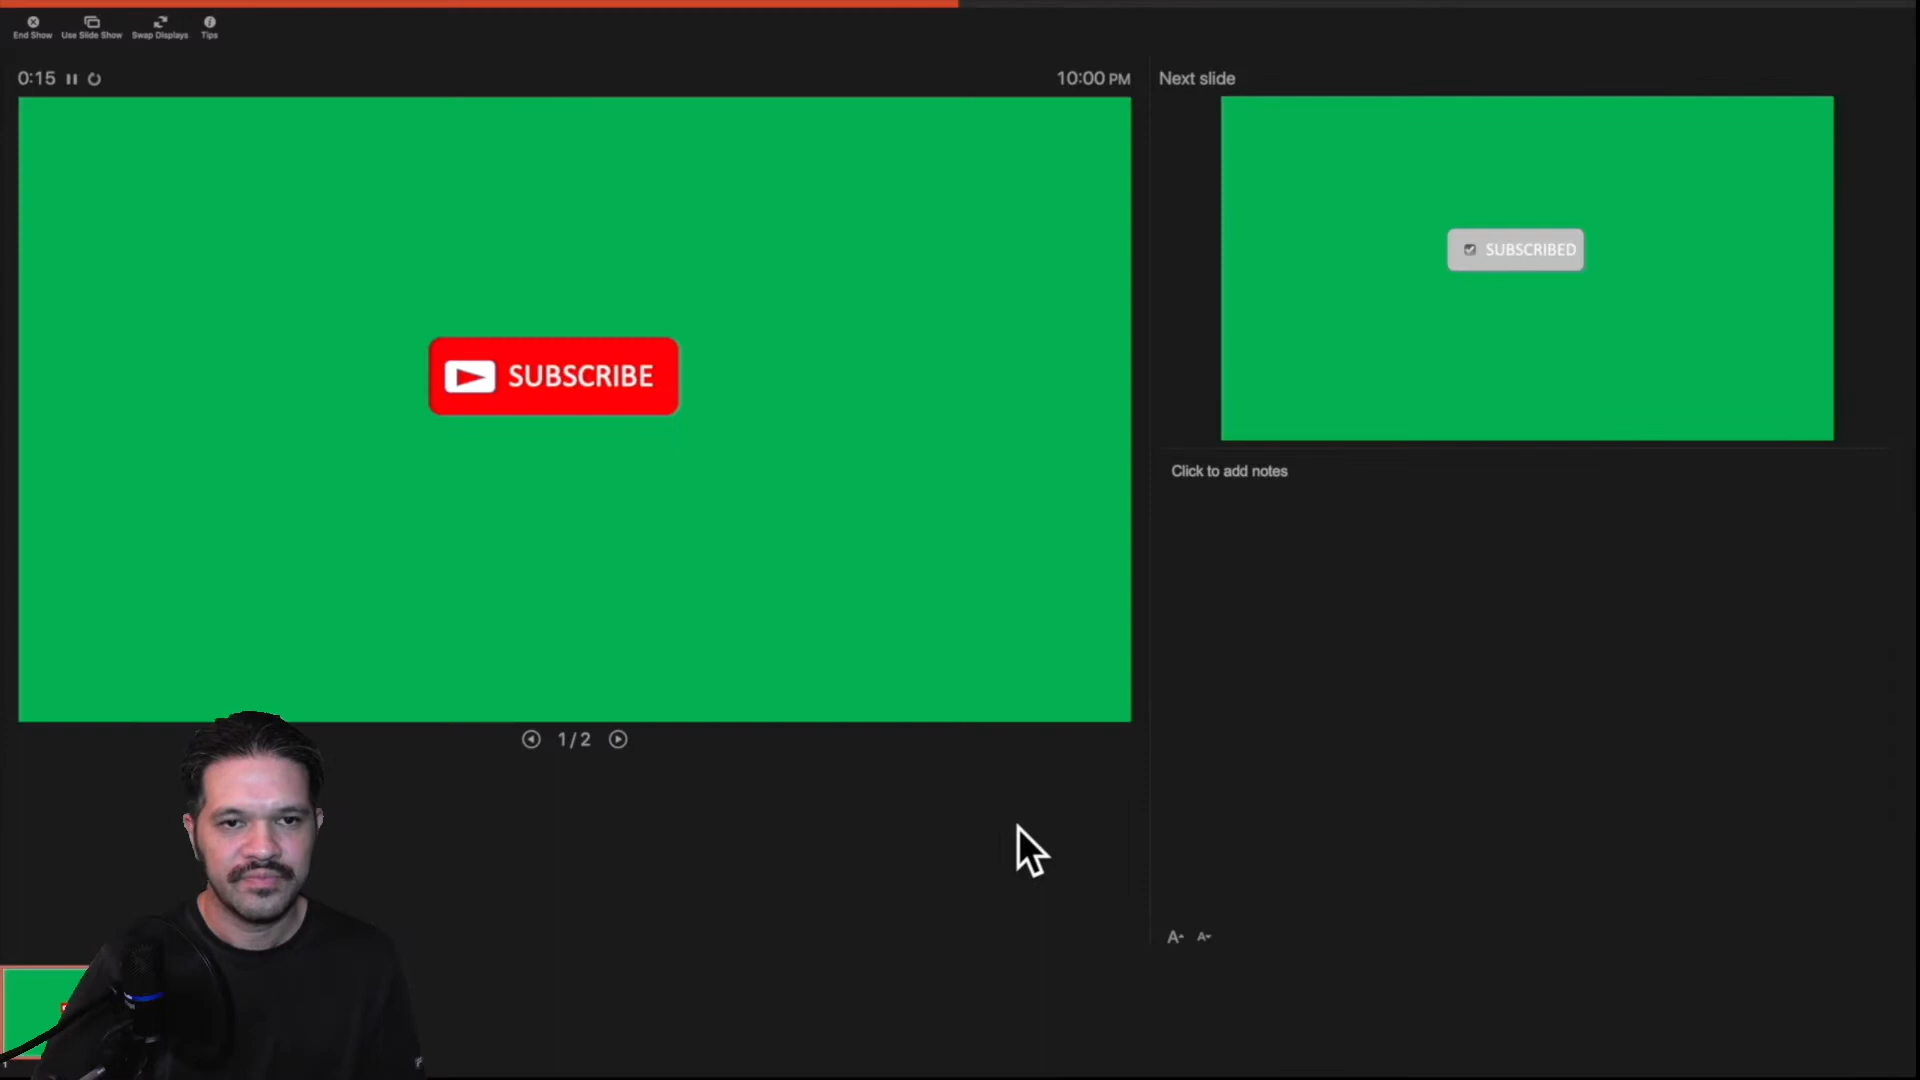 End Show Use Slide Show Swap Displays Tips
0:15
10:00 PM
Next slide
SUBSCRIBE
SUBSCRIBED
Click to add notes
1/2
A A
1